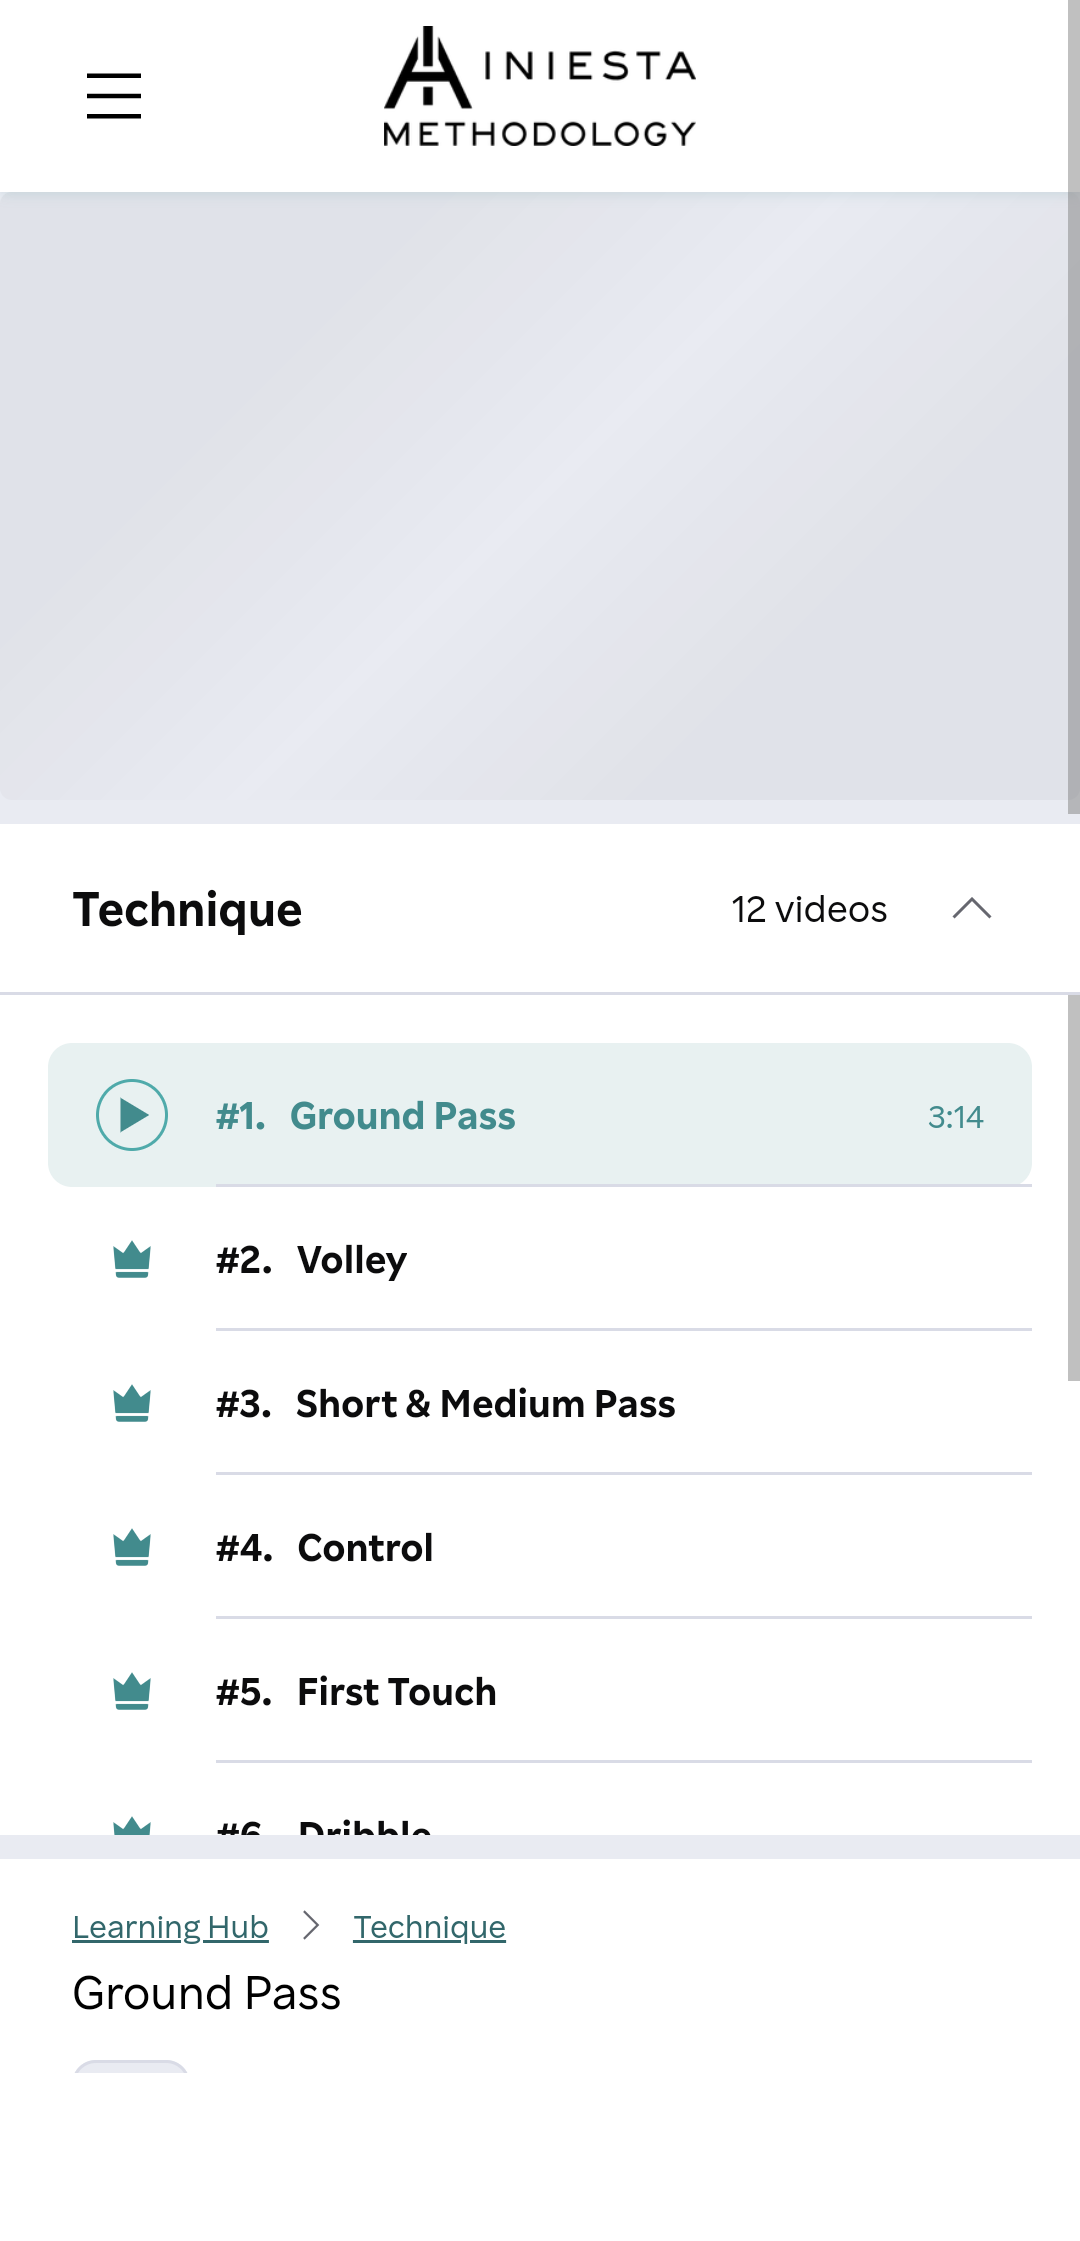 INIESTA
METHODOLOGY
Technique 12 videos
#1. Ground Pass 3:14
#2. Volley
#3. Short & Medium Pass
#4. Control
#5. First Touch
#6. Dribble
Learning Hub > Technique
Ground Pass